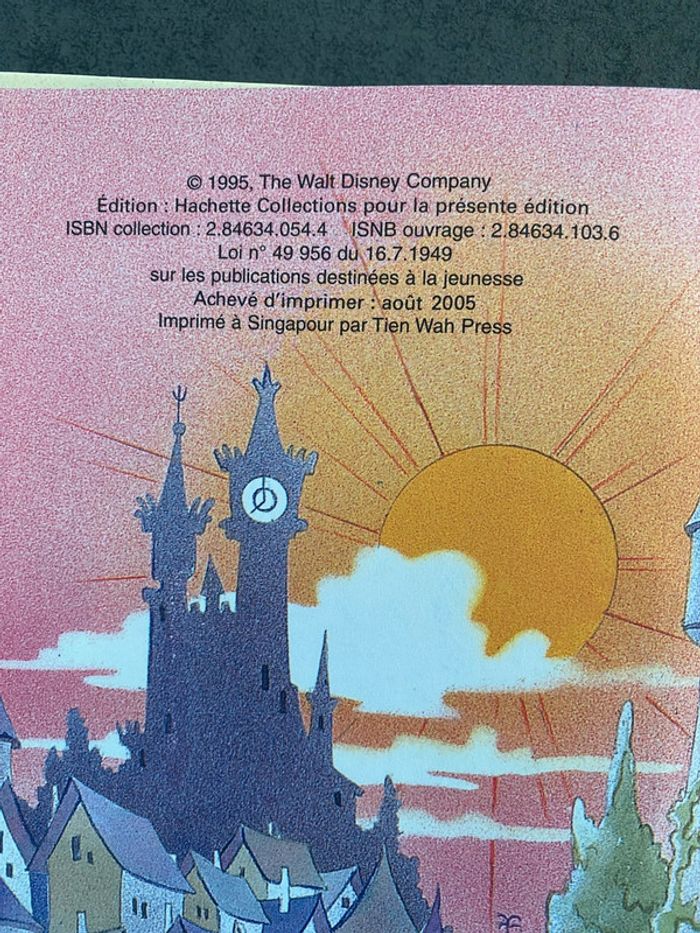 © 1995, The Walt Disney Company
Édition : Hachette Collections pour la présente édition
ISBN collection : 2.84634.054.4 ISNB ouvrage : 2.84634.103.6
Loi n° 49 956 du 16.7.1949
sur les publications destinées à la jeunesse
Achevé d'imprimer : août 2005
Imprimé à Singapour par Tien Wah Press